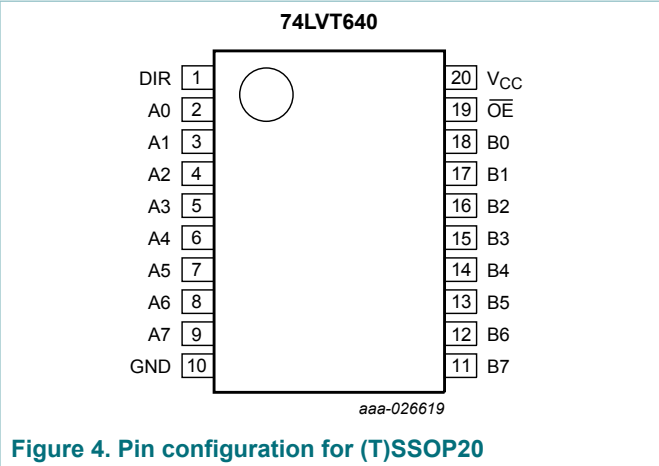 74LVT640
DIR 1 20 VCC
A0 2 19 OE
A1 3 18 B0
A2 4 17 B1
A3 5 16 B2
A4 6 15 B3
A5 7 14 B4
A6 8 13 B5
A7 9 12 B6
GND 10 11 B7
aaa-026619
Figure 4. Pin configuration for (T)SSOP20